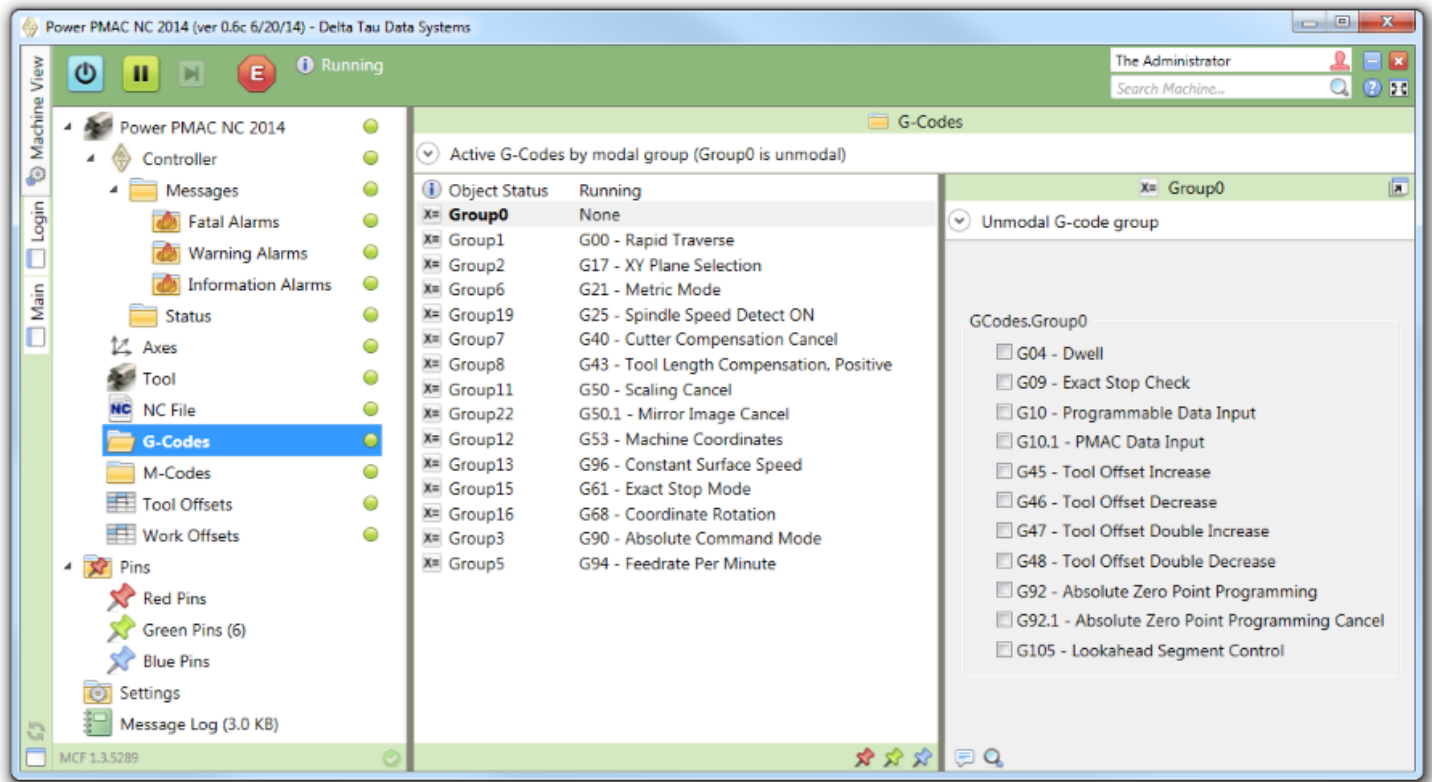 Power PMAC NC 2014 (ver 0.6c 6/20/14) - Delta Tau Data Systems
Machine View
Login
Main
E
Running
The Administrator
Search Machine...
Power PMAC NC 2014
Controller
Messages
Fatal Alarms
Warning Alarms
Information Alarms
Status
Axes
Tool
NC NC File
G-Codes
M-Codes
Tool Offsets
Work Offsets
Pins
Red Pins
Green Pins (6)
Blue Pins
Settings
Message Log (3.0 KB)
MCF 1.3.5289
G-Codes
Active G-Codes by modal group (Group0 is unmodal)
Object Status Running
X= Group0 None
X= Group1 G00 - Rapid Traverse
X= Group2 G17 - XY Plane Selection
X= Group6 G21 - Metric Mode
X= Group19 G25 - Spindle Speed Detect ON
X= Group7 G40 - Cutter Compensation Cancel
X= Group8 G43 - Tool Length Compensation, Positive
X= Group11 G50 - Scaling Cancel
X= Group22 G50.1 - Mirror Image Cancel
X= Group12 G53 - Machine Coordinates
X= Group13 G96 - Constant Surface Speed
X= Group15 G61 - Exact Stop Mode
X= Group16 G68 - Coordinate Rotation
X= Group3 G90 - Absolute Command Mode
X= Group5 G94 - Feedrate Per Minute
X= Group0
Unmodal G-code group
GCodes.Group0
G04 - Dwell
G09 - Exact Stop Check
G10 - Programmable Data Input
G10.1 - PMAC Data Input
G45 - Tool Offset Increase
G46 - Tool Offset Decrease
G47 - Tool Offset Double Increase
G48 - Tool Offset Double Decrease
G92 - Absolute Zero Point Programming
G92.1 - Absolute Zero Point Programming Cancel
G105 - Lookahead Segment Control